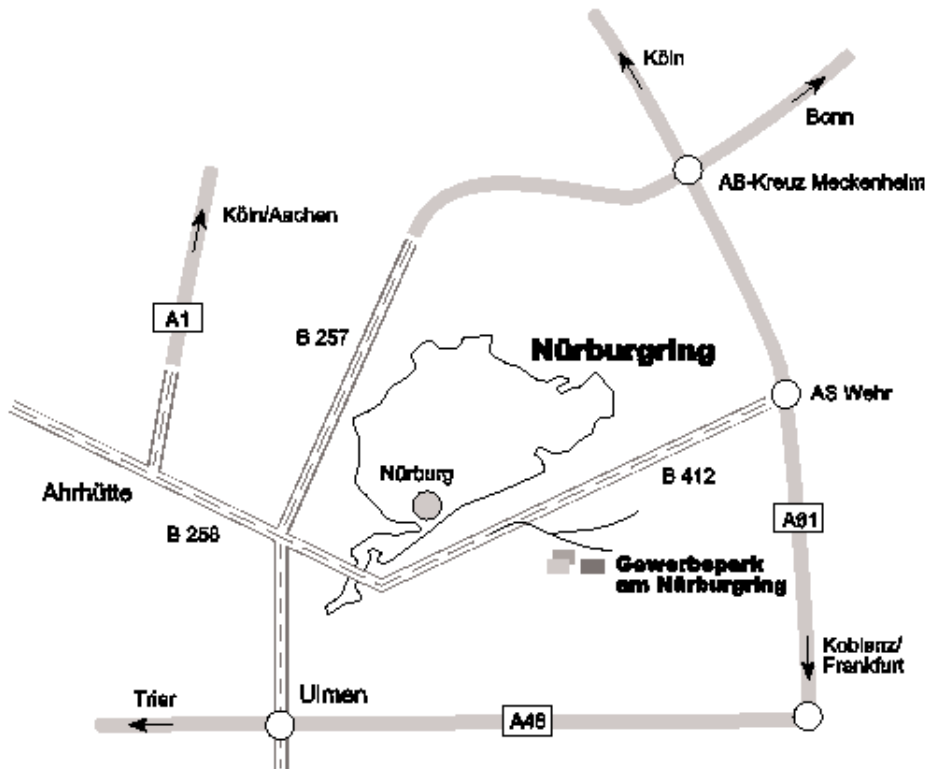 Köln
Bonn
AB-Kreuz Meckenheim
Köln/Aachen
A1
B 257
Nürburgring
AS Wehr
Nürburg
B 412
Ahrhütte
B 258
A61
Gewerbepark
am Nürburgring
Koblenz/
Frankfurt
Trier
Ulmen
A48